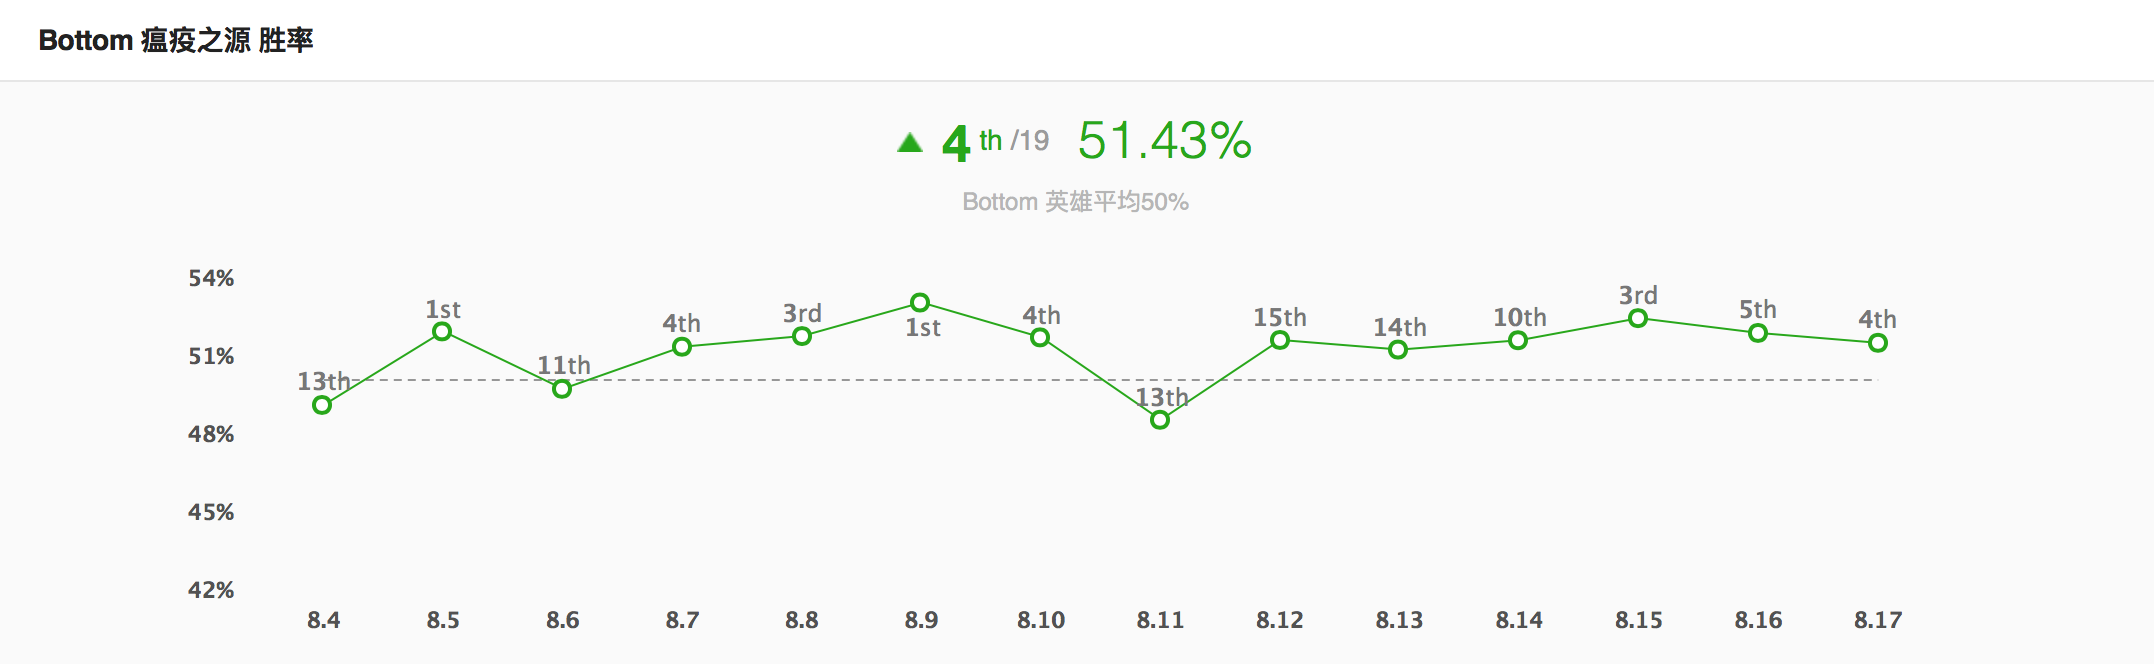 Bottom 瘟疫之源 胜率
4 th /19 51.43%
Bottom 英雄平均50%
54%
51%
48%
45%
42%
13th
1st
11th
4th
3rd
1st
4th
13th
15th
14th
10th
3rd
5th
4th
8.4 8.5 8.6 8.7 8.8 8.9 8.10 8.11 8.12 8.13 8.14 8.15 8.16 8.17